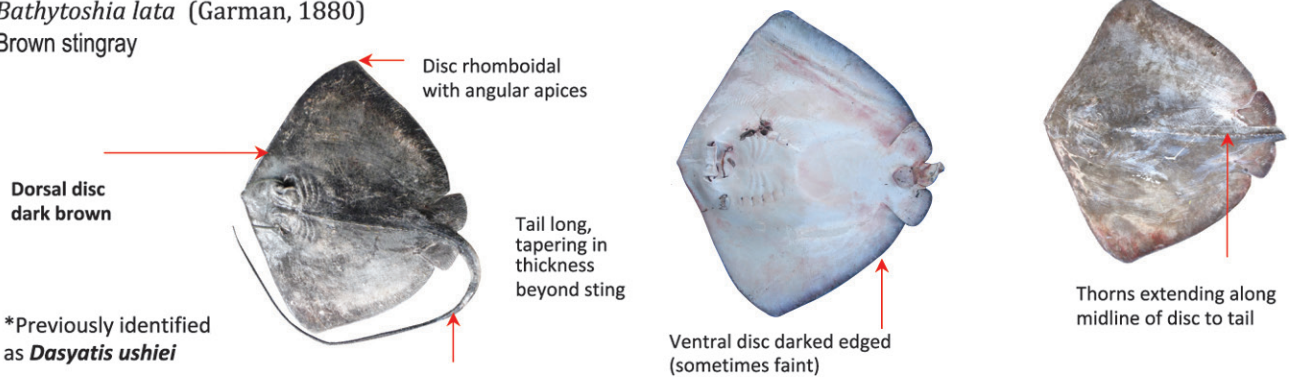 Bathytoshia lata (Garman, 1880)
Brown stingray
Disc rhomboidal
with angular apices
Dorsal disc
dark brown
Tail long,
tapering in
thickness
beyond sting
*Previously identified
as Dasyatis ushiei
Ventral disc darked edged
(sometimes faint)
Thorns extending along
midline of disc to tail